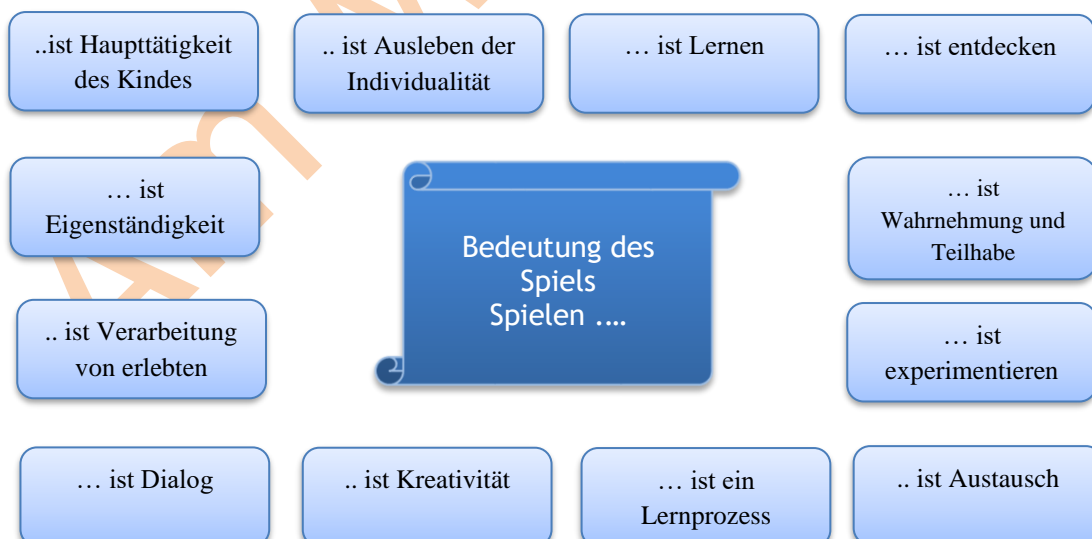 ..ist Haupttätigkeit
des Kindes
.. ist Ausleben der
Individualität
… ist Lernen
… ist entdecken
… ist
Eigenständigkeit
Bedeutung des
Spiels
Spielen ….
… ist
Wahrnehmung und
Teilhabe
.. ist Verarbeitung
von erlebten
… ist
experimentieren
… ist Dialog
.. ist Kreativität
… ist ein
Lernprozess
.. ist Austausch
Am